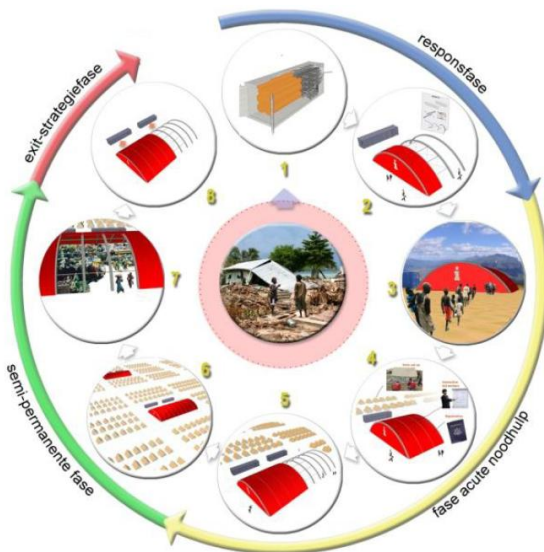 responsfase
fase acute noodhulp
semi-permanente fase
exit-strategiefase
1
2
3
4
5
6
7
8